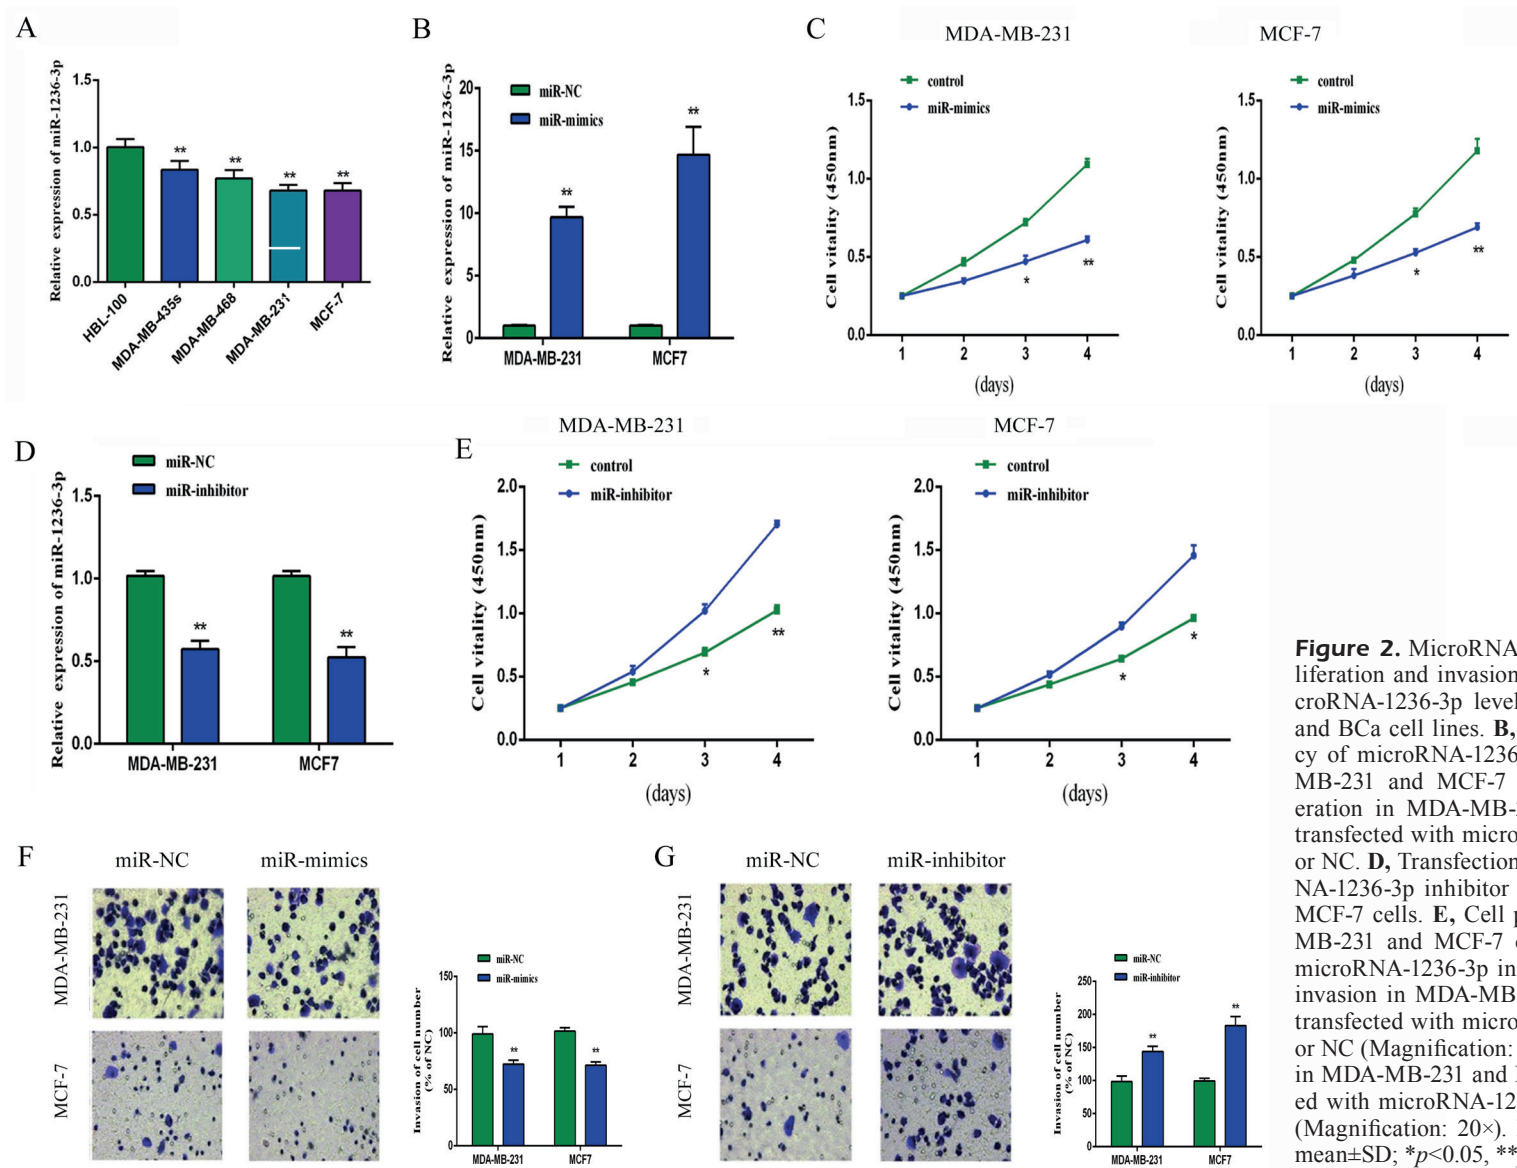 A
Relative expression of miR-1236-3p
1.5
1.0
0.5
0.0
**
**
**
**
HBL-100
MDA-MB-435s
MDA-MB-468
MDA-MB-231
MCF-7
B
Relative expression of miR-1236-3p
miR-NC
miR-mimics
20
15
10
5
0
**
**
MDA-MB-231
MCF7
C
MDA-MB-231
control
miR-mimics
Cell vitality (450nm)
1.5
1.0
0.5
0.0
*
**
1 2 3 4
(days)
MCF-7
control
miR-mimics
Cell vitality (450nm)
1.5
1.0
0.5
0.0
*
**
1 2 3 4
(days)
D
miR-NC
miR-inhibitor
Relative expression of miR-1236-3p
1.5
1.0
0.5
0.0
**
**
MDA-MB-231
MCF7
E
MDA-MB-231
control
miR-inhibitor
Cell vitality (450nm)
2.0
1.5
1.0
0.5
0.0
*
**
1 2 3 4
(days)
MCF-7
control
miR-inhibitor
Cell vitality (450nm)
2.0
1.5
1.0
0.5
0.0
*
*
1 2 3 4
(days)
F
miR-NC
miR-mimics
MDA-MB-231
MCF-7
miR-NC
miR-mimics
Invasion of cell number
(% of NC)
150
100
50
0
**
**
MDA-MB-231
MCF7
G
miR-NC
miR-inhibitor
MDA-MB-231
MCF-7
miR-NC
miR-inhibitor
Invasion of cell number
(% of NC)
250
200
150
100
50
0
**
**
MDA-MB-231
MCF7
Figure 2. MicroRNA
liferation and invasion
croRNA-1236-3p level
and BCa cell lines. B,
cy of microRNA-1236
MB-231 and MCF-7
eration in MDA-MB-
transfected with micro
or NC. D, Transfection
NA-1236-3p inhibitor
MCF-7 cells. E, Cell p
MB-231 and MCF-7
microRNA-1236-3p in
invasion in MDA-MB
transfected with micro
or NC (Magnification:
in MDA-MB-231 and
ed with microRNA-12
(Magnification: 20×).
mean±SD; *p<0.05, **